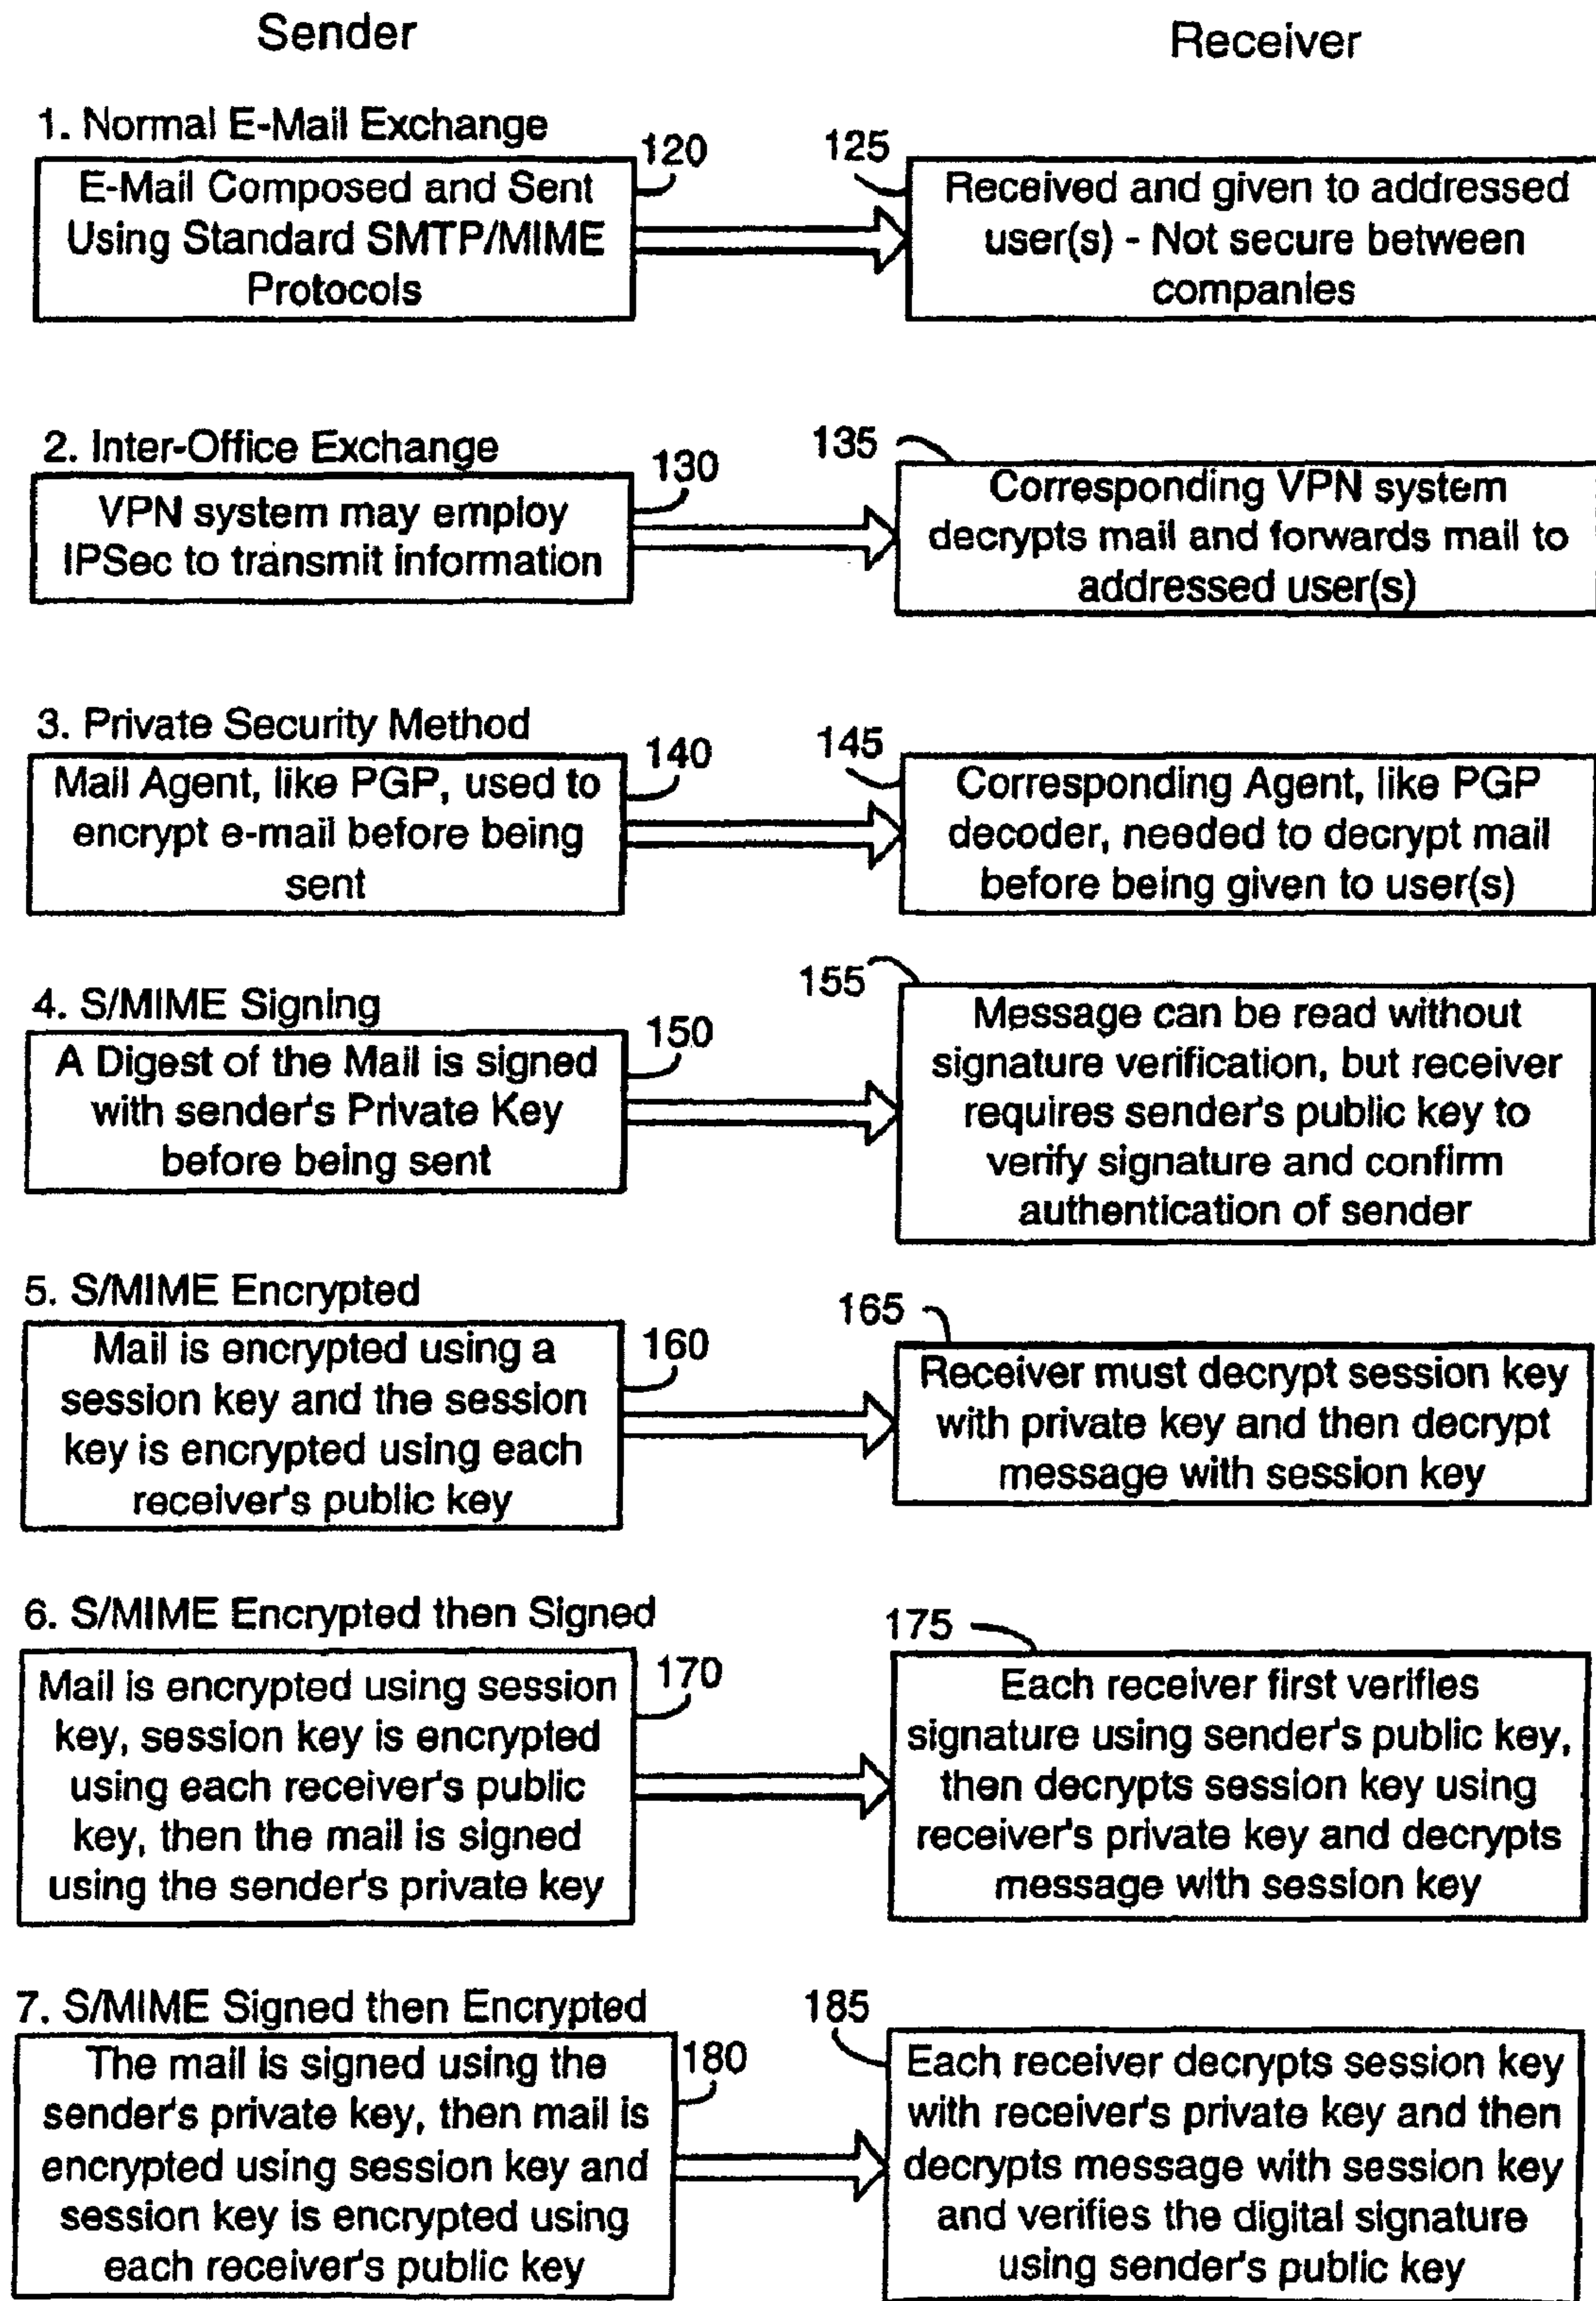 Sender
Receiver
1. Normal E-Mail Exchange
120
125
E-Mail Composed and Sent
Using Standard SMTP/MIME
Protocols
Received and given to addressed
user(s) - Not secure between
companies
2. Inter-Office Exchange
130
135
VPN system may employ
IPSec to transmit information
Corresponding VPN system
decrypts mail and forwards mail to
addressed user(s)
3. Private Security Method
140
145
Mail Agent, like PGP, used to
encrypt e-mail before being
sent
Corresponding Agent, like PGP
decoder, needed to decrypt mail
before being given to user(s)
4. S/MIME Signing
150
155
A Digest of the Mail is signed
with sender's Private Key
before being sent
Message can be read without
signature verification, but receiver
requires sender's public key to
verify signature and confirm
authentication of sender
5. S/MIME Encrypted
160
165
Mail is encrypted using a
session key and the session
key is encrypted using each
receiver's public key
Receiver must decrypt session key
with private key and then decrypt
message with session key
6. S/MIME Encrypted then Signed
170
175
Mail is encrypted using session
key, session key is encrypted
using each receiver's public
key, then the mail is signed
using the sender's private key
Each receiver first verifies
signature using sender's public key,
then decrypts session key using
receiver's private key and decrypts
message with session key
7. S/MIME Signed then Encrypted
180
185
The mail is signed using the
sender's private key, then mail is
encrypted using session key and
session key is encrypted using
each receiver's public key
Each receiver decrypts session key
with receiver's private key and then
decrypts message with session key
and verifies the digital signature
using sender's public key